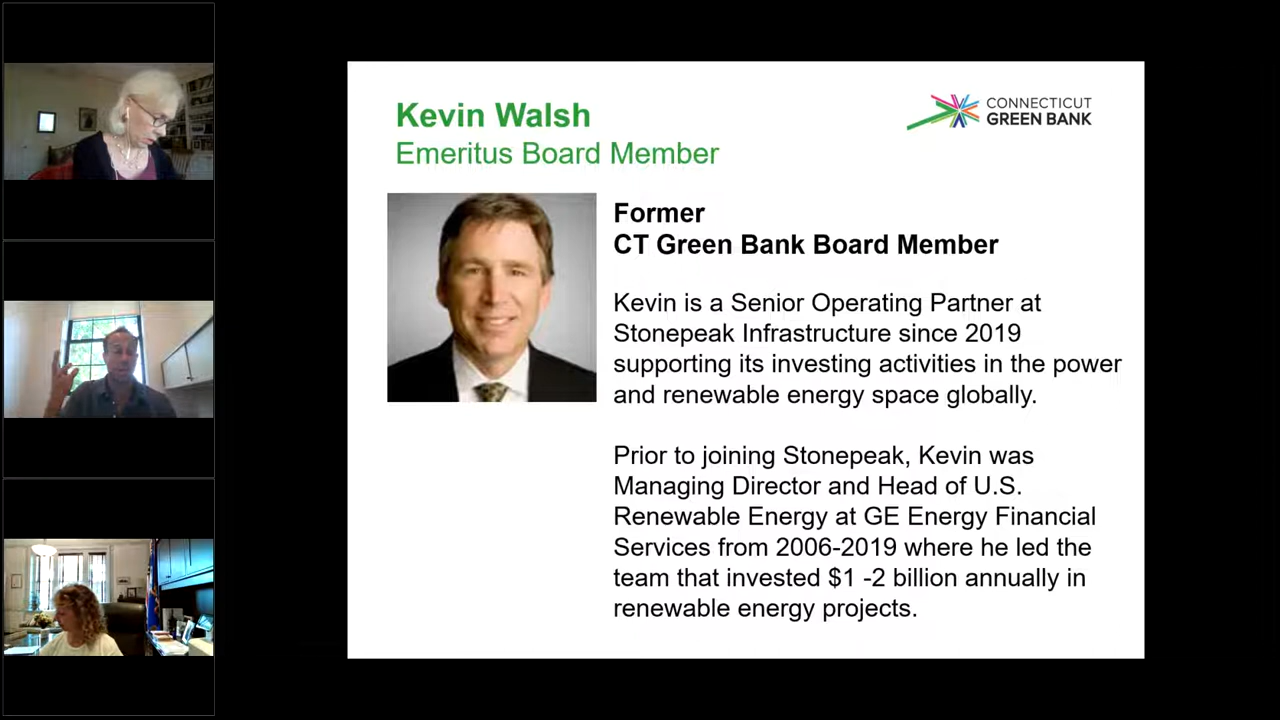 Kevin Walsh
Emeritus Board Member
CONNECTICUT
GREEN BANK
Former
CT Green Bank Board Member
Kevin is a Senior Operating Partner at
Stonepeak Infrastructure since 2019
supporting its investing activities in the power
and renewable energy space globally.
Prior to joining Stonepeak, Kevin was
Managing Director and Head of U.S.
Renewable Energy at GE Energy Financial
Services from 2006-2019 where he led the
team that invested $1 -2 billion annually in
renewable energy projects.